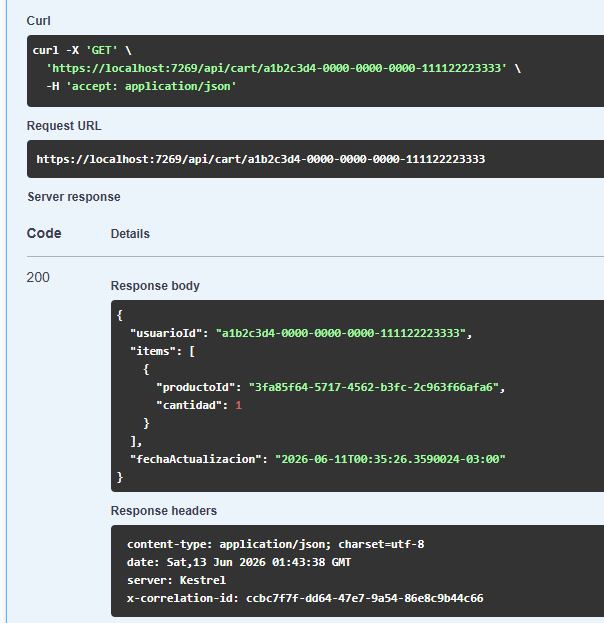 Curl
curl -X 'GET' \
'https://localhost:7269/api/cart/a1b2c3d4-0000-0000-0000-111122223333' \
-H 'accept: application/json'
Request URL
https://localhost:7269/api/cart/a1b2c3d4-0000-0000-0000-111122223333
Server response
Code Details
200
Response body
{
"usuarioId": "a1b2c3d4-0000-0000-0000-111122223333",
"items": [
{
"productoId": "3fa85f64-5717-4562-b3fc-2c963f66afa6",
"cantidad": 1
}
],
"fechaActualizacion": "2026-06-11T00:35:26.3590024-03:00"
}
Response headers
content-type: application/json; charset=utf-8
date: Sat,13 Jun 2026 01:43:38 GMT
server: Kestrel
x-correlation-id: ccbc7f7f-dd64-47e7-9a54-86e8c9b44c66